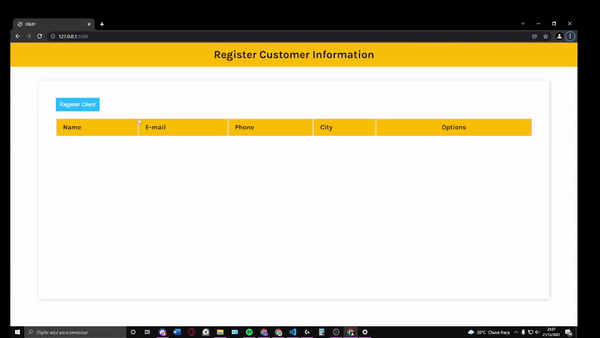 CRUD
127.0.0.1:5500
Register Customer Information
Register Client
Name E-mail Phone City Options
Digite aqui para pesquisar
20°C Chuva fraca
23:57
21/12/2021